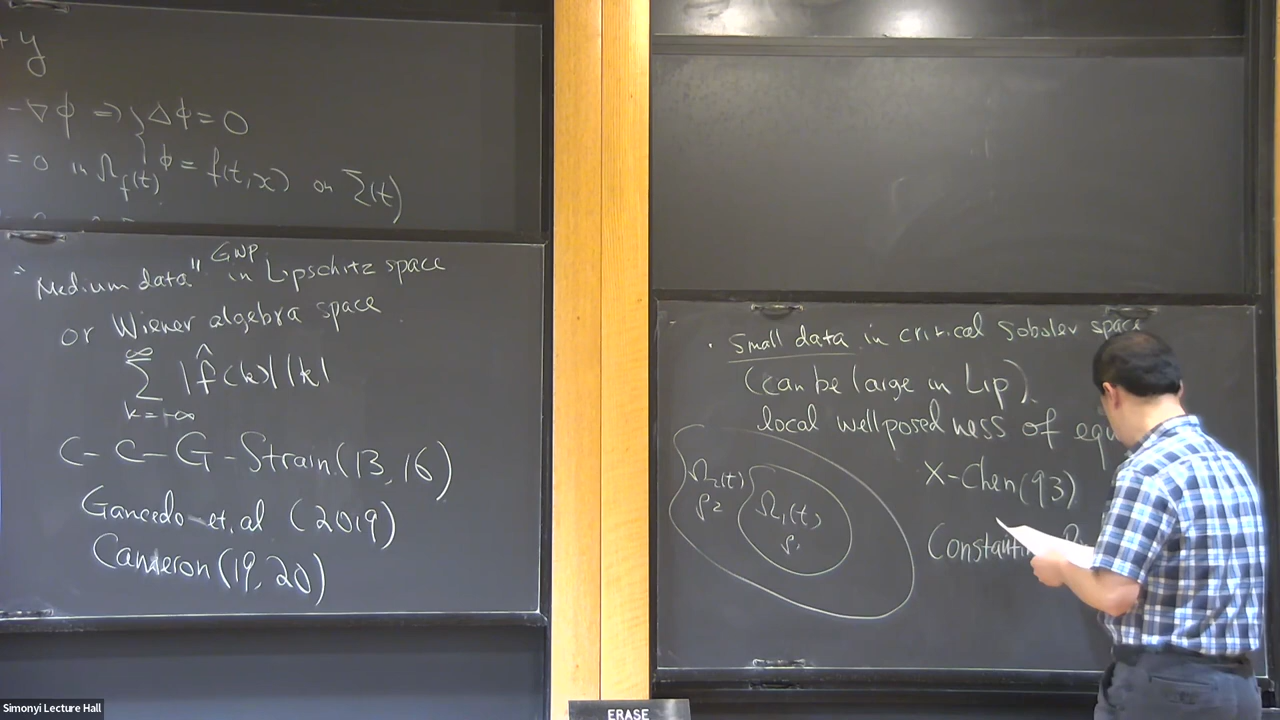 + y
-∇ϕ ⇒ } Δϕ = 0
= 0 in Ω_f(t) } ϕ = f(t,x) on Σ(t)
"Medium data" GWP in Lipschitz space
or Wiener algebra space
∞
Σ |f̂(k)||k|
k=-∞
C-C-G-Strain(13,16)
Gancedo et.al (2019)
Cameron(19,20)
· Small data in critical Sobolev space
(can be large in Lip).
local wellposedness of equ
X-Chen(93)
Ω₂(t)
ρ₂
Ω₁(t)
ρ₁
Constantin
ERASE
Simonyi Lecture Hall